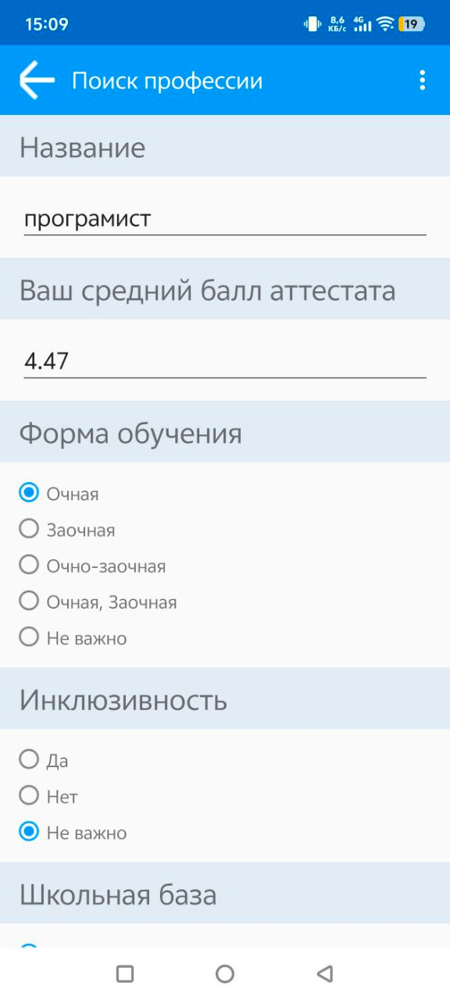 15:09
8,6
КБ/с
4G
19
Поиск профессии
Название
програмист
Ваш средний балл аттестата
4.47
Форма обучения
Очная
Заочная
Очно-заочная
Очная, Заочная
Не важно
Инклюзивность
Да
Нет
Не важно
Школьная база